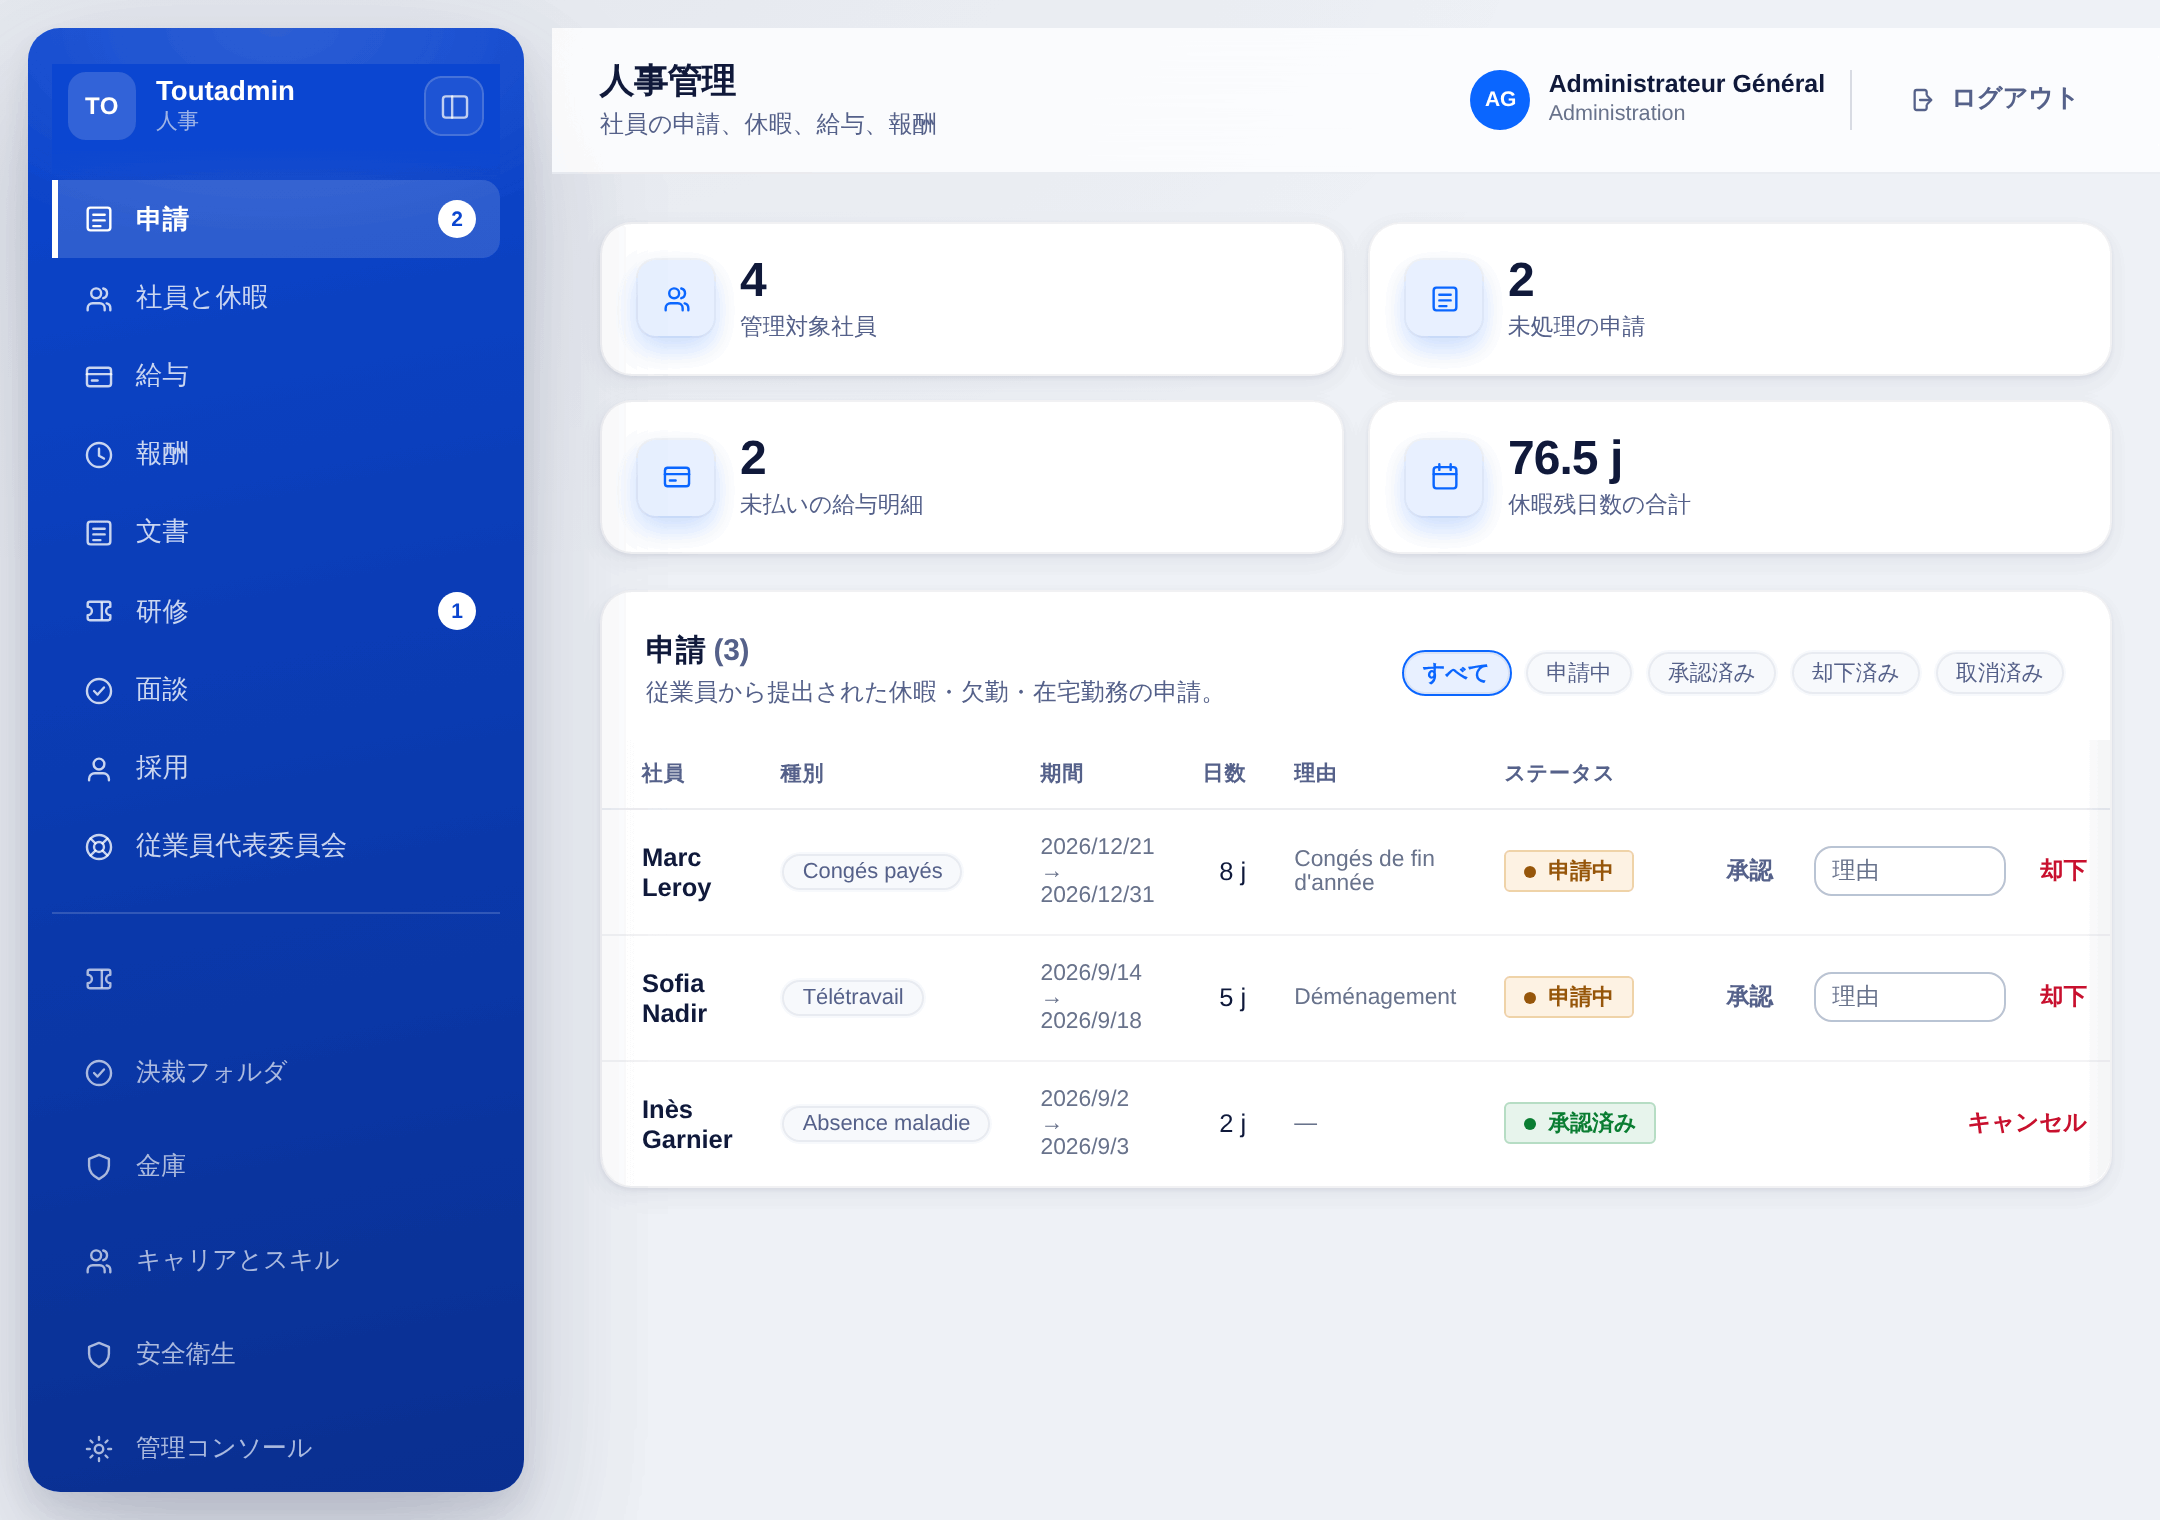 TO
Toutadmin
人事
申請
2
社員と休暇
給与
報酬
文書
研修
1
面談
採用
従業員代表委員会
決裁フォルダ
金庫
キャリアとスキル
安全衛生
管理コンソール
人事管理
社員の申請、休暇、給与、報酬
AG
Administrateur Général
Administration
ログアウト
4
管理対象社員
2
未処理の申請
2
未払いの給与明細
76.5 j
休暇残日数の合計
申請 (3)
従業員から提出された休暇・欠勤・在宅勤務の申請。
すべて
申請中
承認済み
却下済み
取消済み
社員
種別
期間
日数
理由
ステータス
Marc
Leroy
Congés payés
2026/12/21
→
2026/12/31
8 j
Congés de fin
d'année
申請中
承認
理由
却下
Sofia
Nadir
Télétravail
2026/9/14
→
2026/9/18
5 j
Déménagement
申請中
承認
理由
却下
Inès
Garnier
Absence maladie
2026/9/2
→
2026/9/3
2 j
—
承認済み
キャンセル